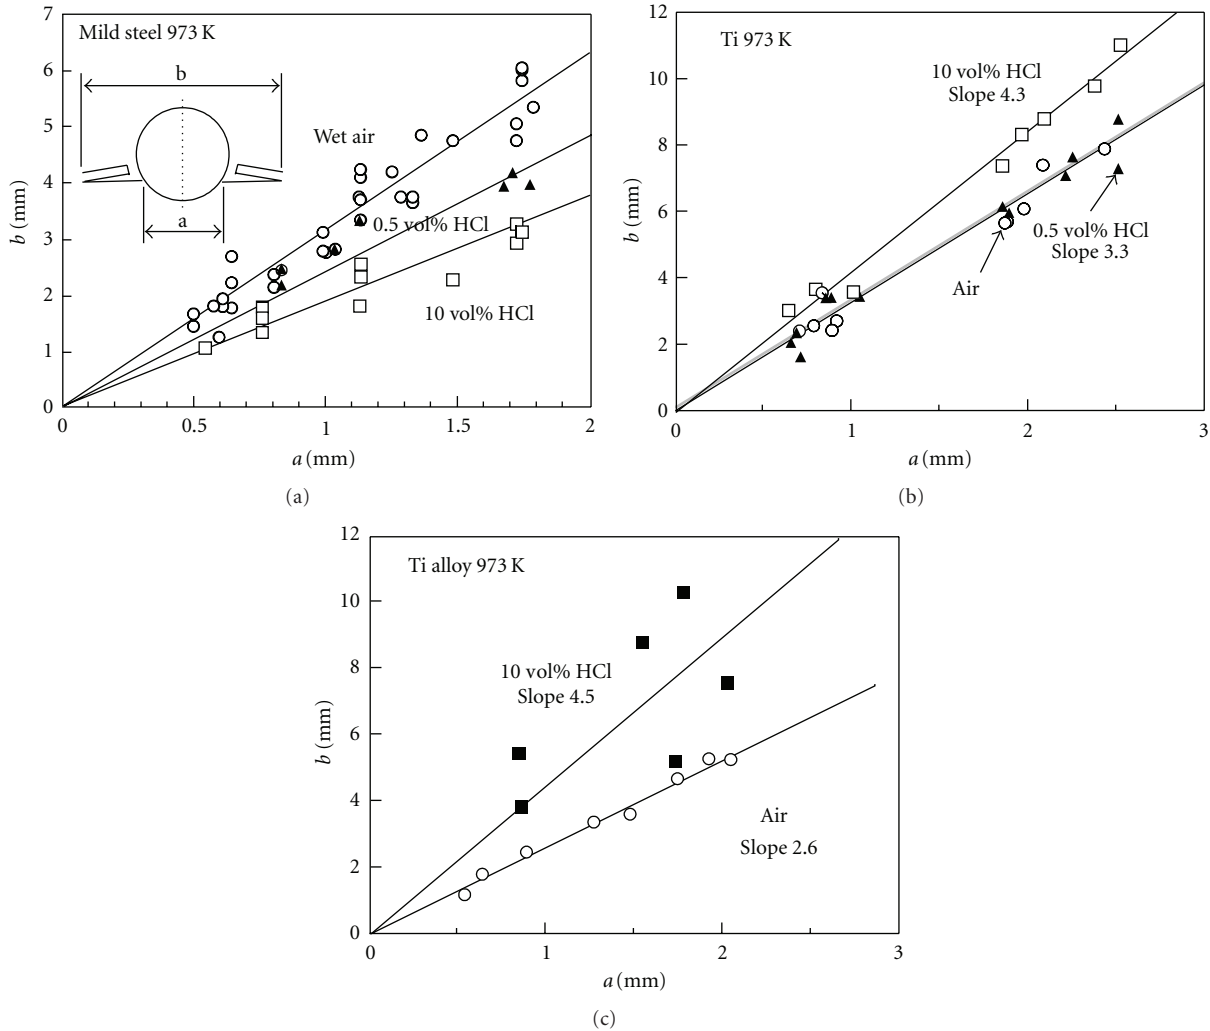 7
6
5
4
3
2
1
0
b (mm)
Mild steel 973 K
b
a
Wet air
0.5 vol% HCl
10 vol% HCl
0
0.5
1
1.5
2
a (mm)
(a)
12
10
8
6
4
2
0
b (mm)
Ti 973 K
10 vol% HCl
Slope 4.3
0.5 vol% HCl
Slope 3.3
Air
0
1
2
3
a (mm)
(b)
12
10
8
6
4
2
0
b (mm)
Ti alloy 973 K
10 vol% HCl
Slope 4.5
Air
Slope 2.6
0
1
2
3
a (mm)
(c)